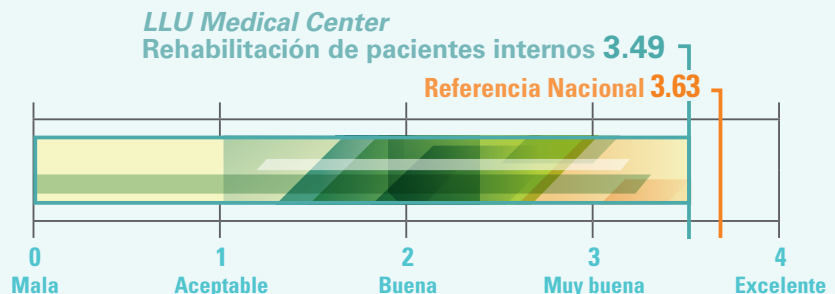 LLU Medical Center
Rehabilitación de pacientes internos 3.49
Referencia Nacional 3.63
0 1 2 3 4
Mala Aceptable Buena Muy buena Excelente